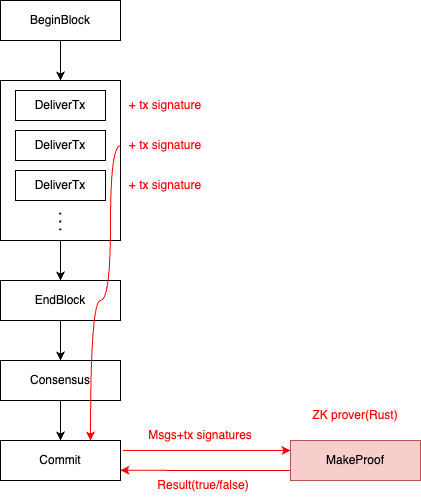 BeginBlock
DeliverTx
+ tx signature
DeliverTx
+ tx signature
DeliverTx
+ tx signature
EndBlock
Consensus
ZK prover(Rust)
Msgs+tx signatures
Commit
MakeProof
Result(true/false)